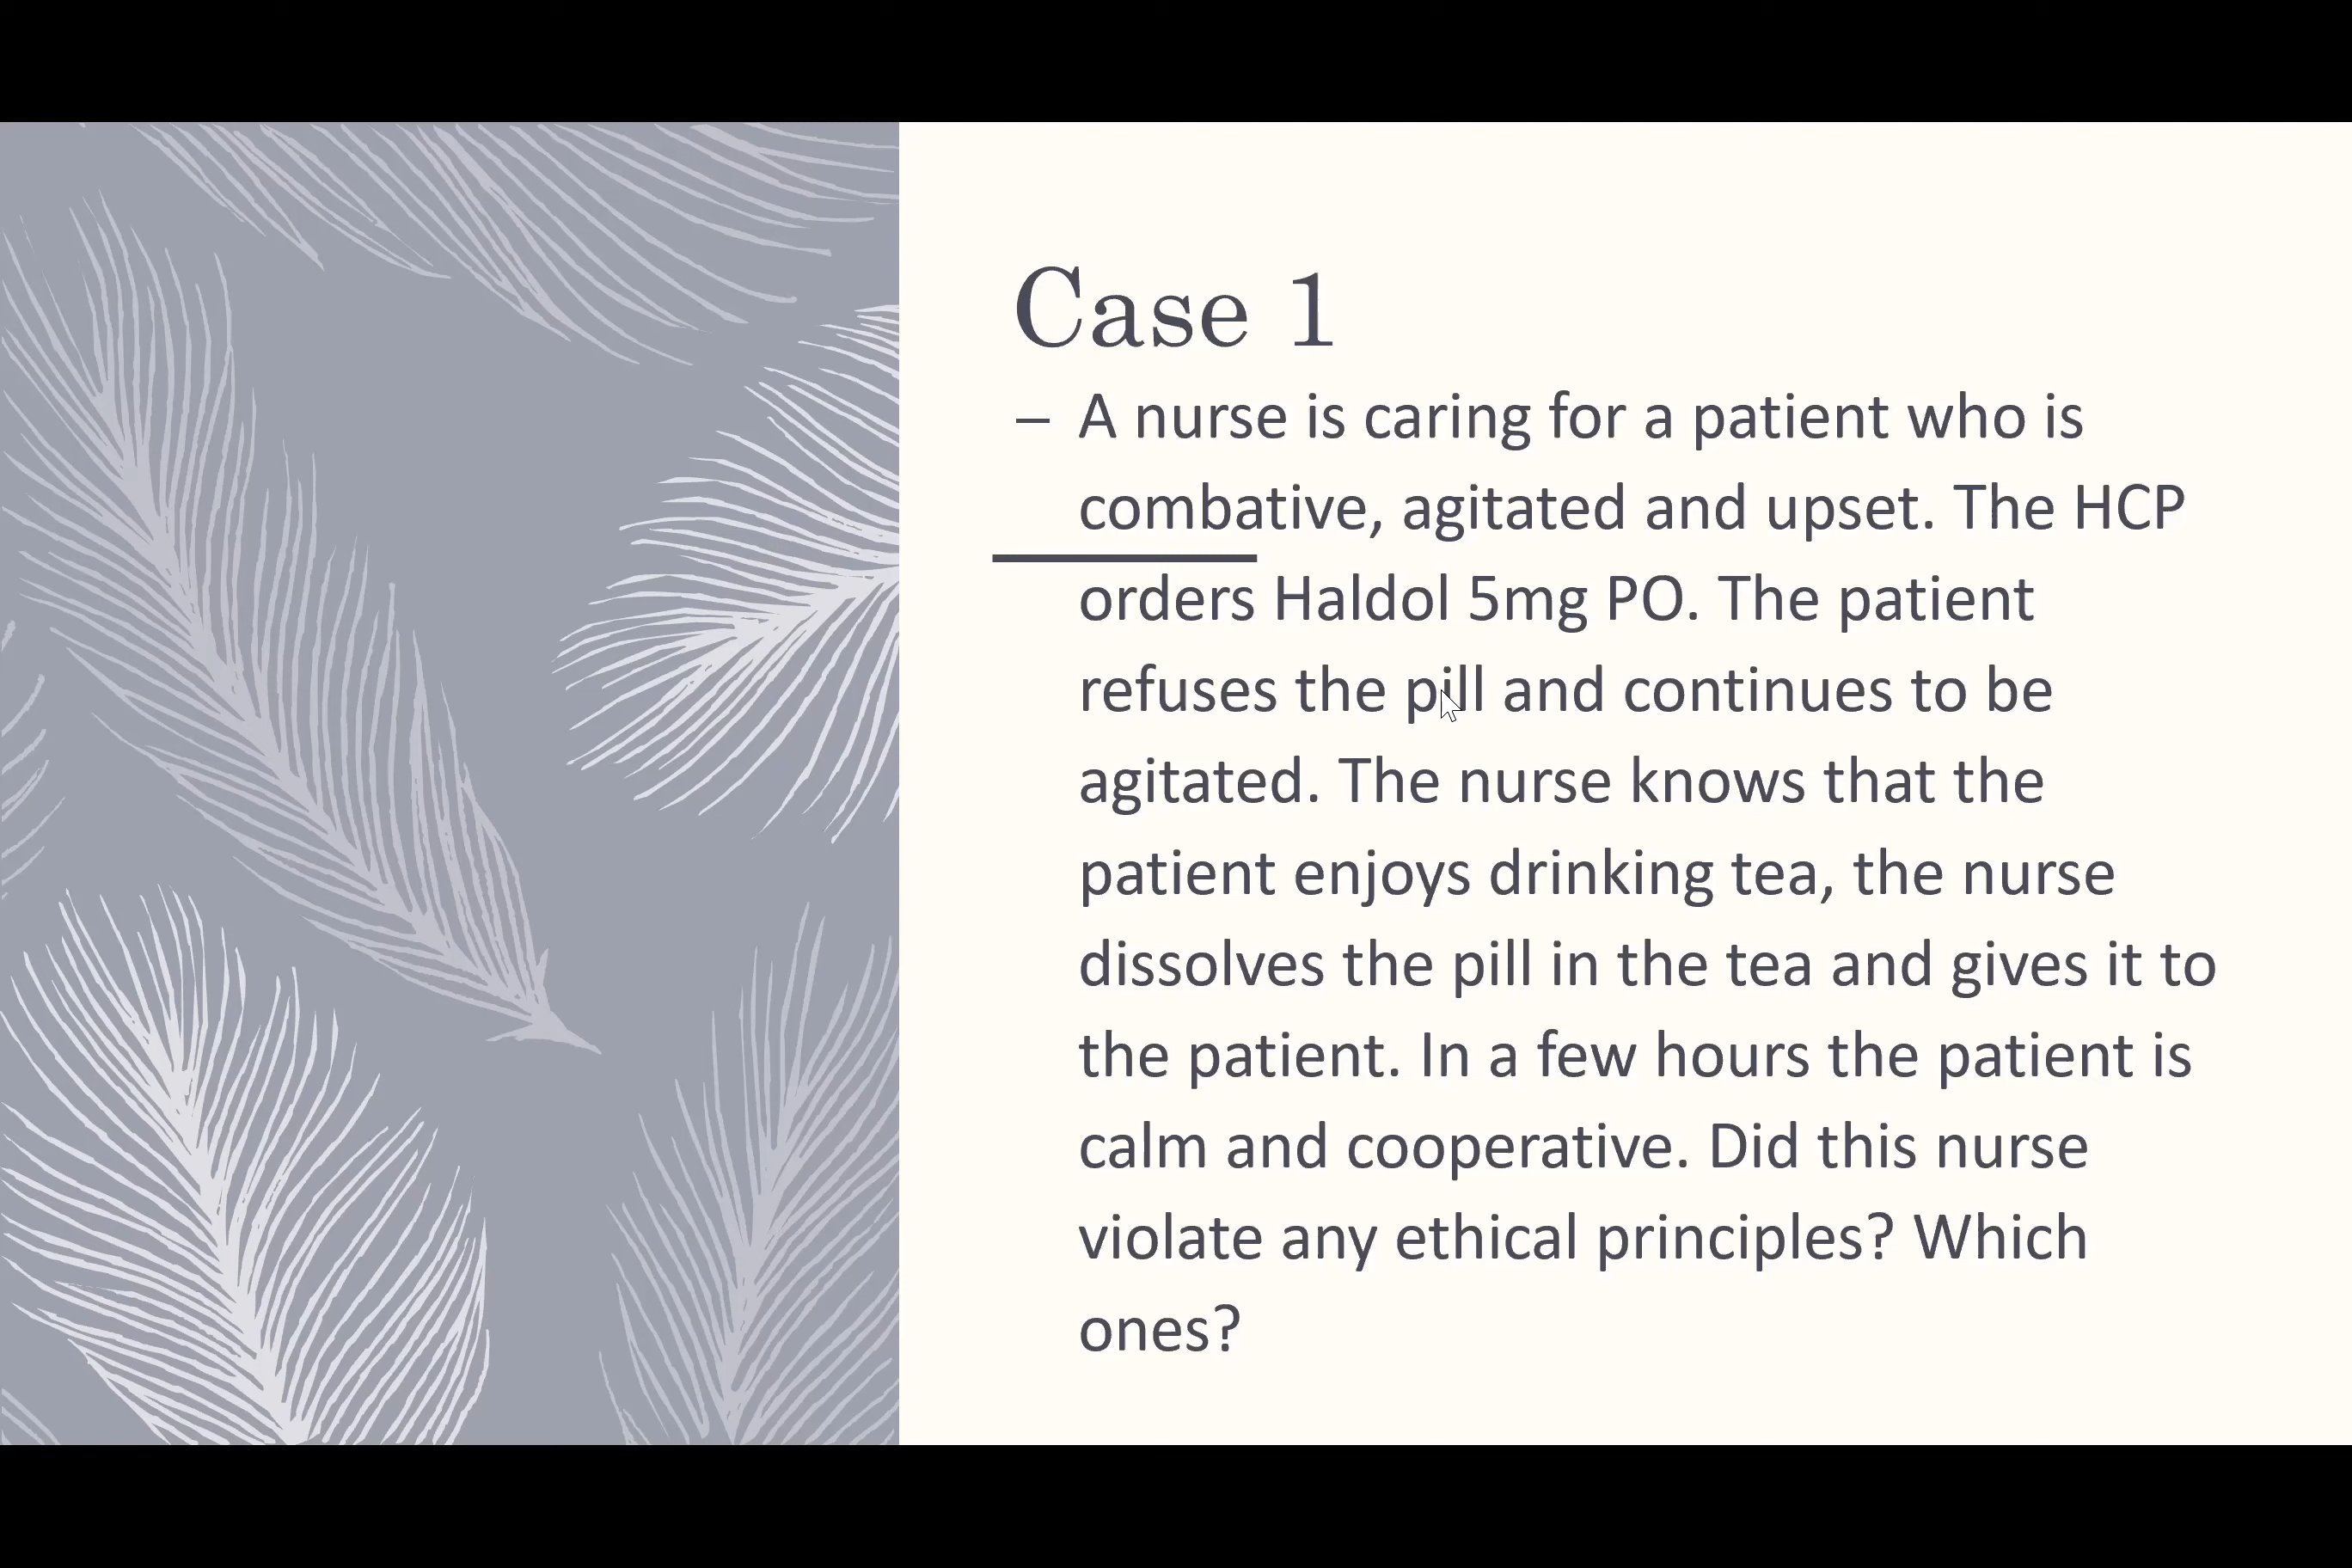 Case 1
– A nurse is caring for a patient who is
combative, agitated and upset. The HCP
orders Haldol 5mg PO. The patient
refuses the pill and continues to be
agitated. The nurse knows that the
patient enjoys drinking tea, the nurse
dissolves the pill in the tea and gives it to
the patient. In a few hours the patient is
calm and cooperative. Did this nurse
violate any ethical principles? Which
ones?